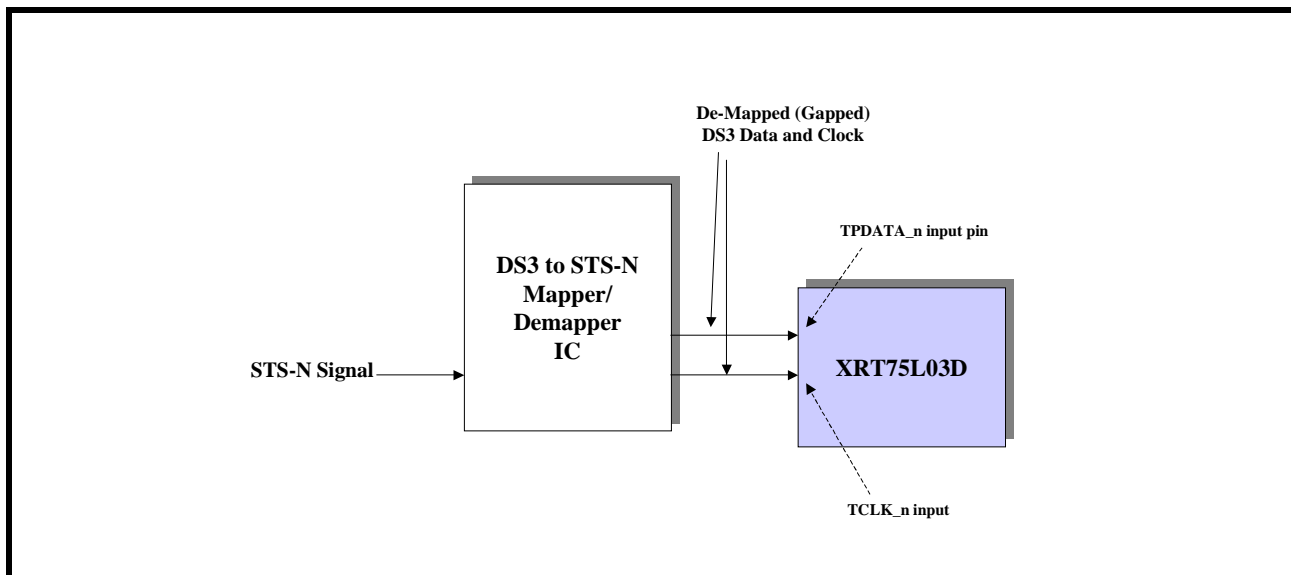 De-Mapped (Gapped)
DS3 Data and Clock
TPDATA_n input pin
DS3 to STS-N
Mapper/
Demapper
IC
STS-N Signal
XRT75L03D
TCLK_n input